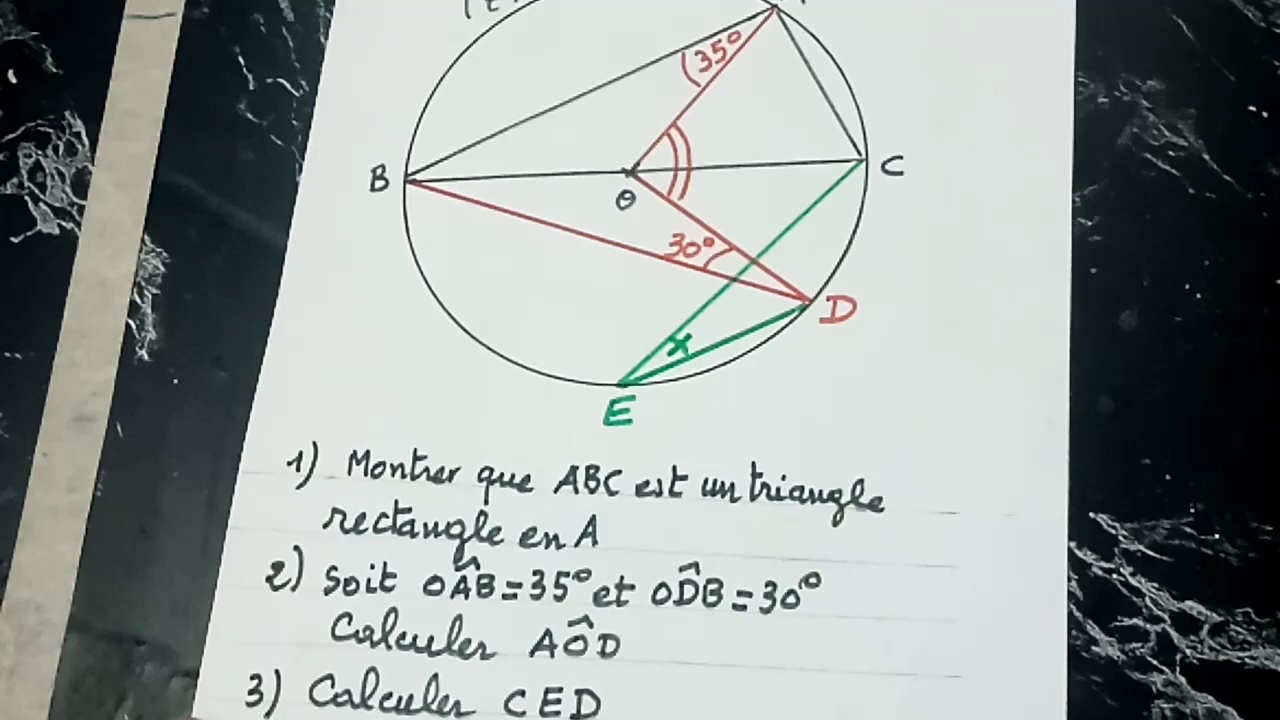 35°
B
C
O
30°
D
x
E
1) Montrer que ABC est un triangle
rectangle en A
2) Soit OÂB = 35° et OD̂B = 30°
Calculer AÔD
3) Calculer CED